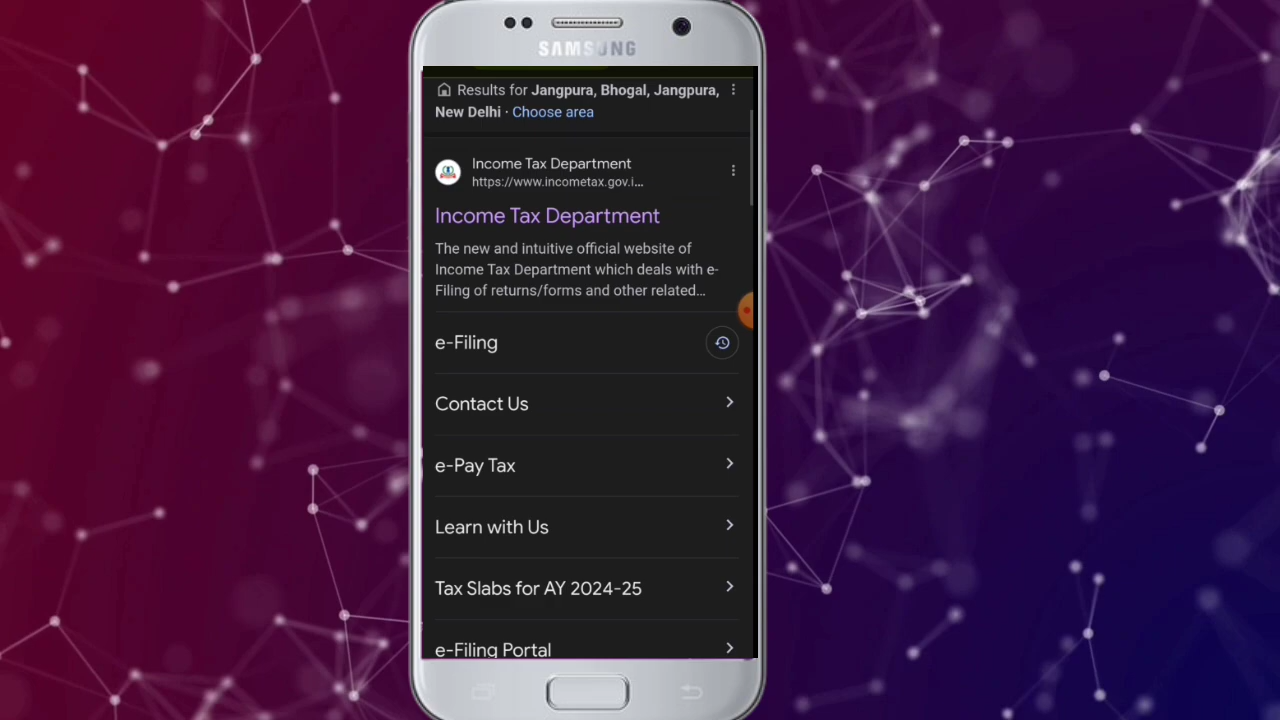 SAMSUNG
Results for Jangpura, Bhogal, Jangpura,
New Delhi · Choose area
Income Tax Department
https://www.incometax.gov.i...
Income Tax Department
The new and intuitive official website of
Income Tax Department which deals with e-
Filing of returns/forms and other related...
e-Filing
Contact Us
e-Pay Tax
Learn with Us
Tax Slabs for AY 2024-25
e-Filing Portal